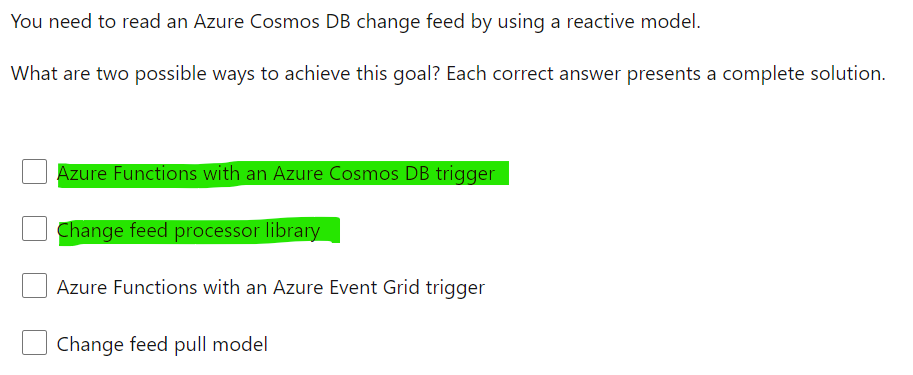 You need to read an Azure Cosmos DB change feed by using a reactive model.
What are two possible ways to achieve this goal? Each correct answer presents a complete solution.
Azure Functions with an Azure Cosmos DB trigger
Change feed processor library
Azure Functions with an Azure Event Grid trigger
Change feed pull model